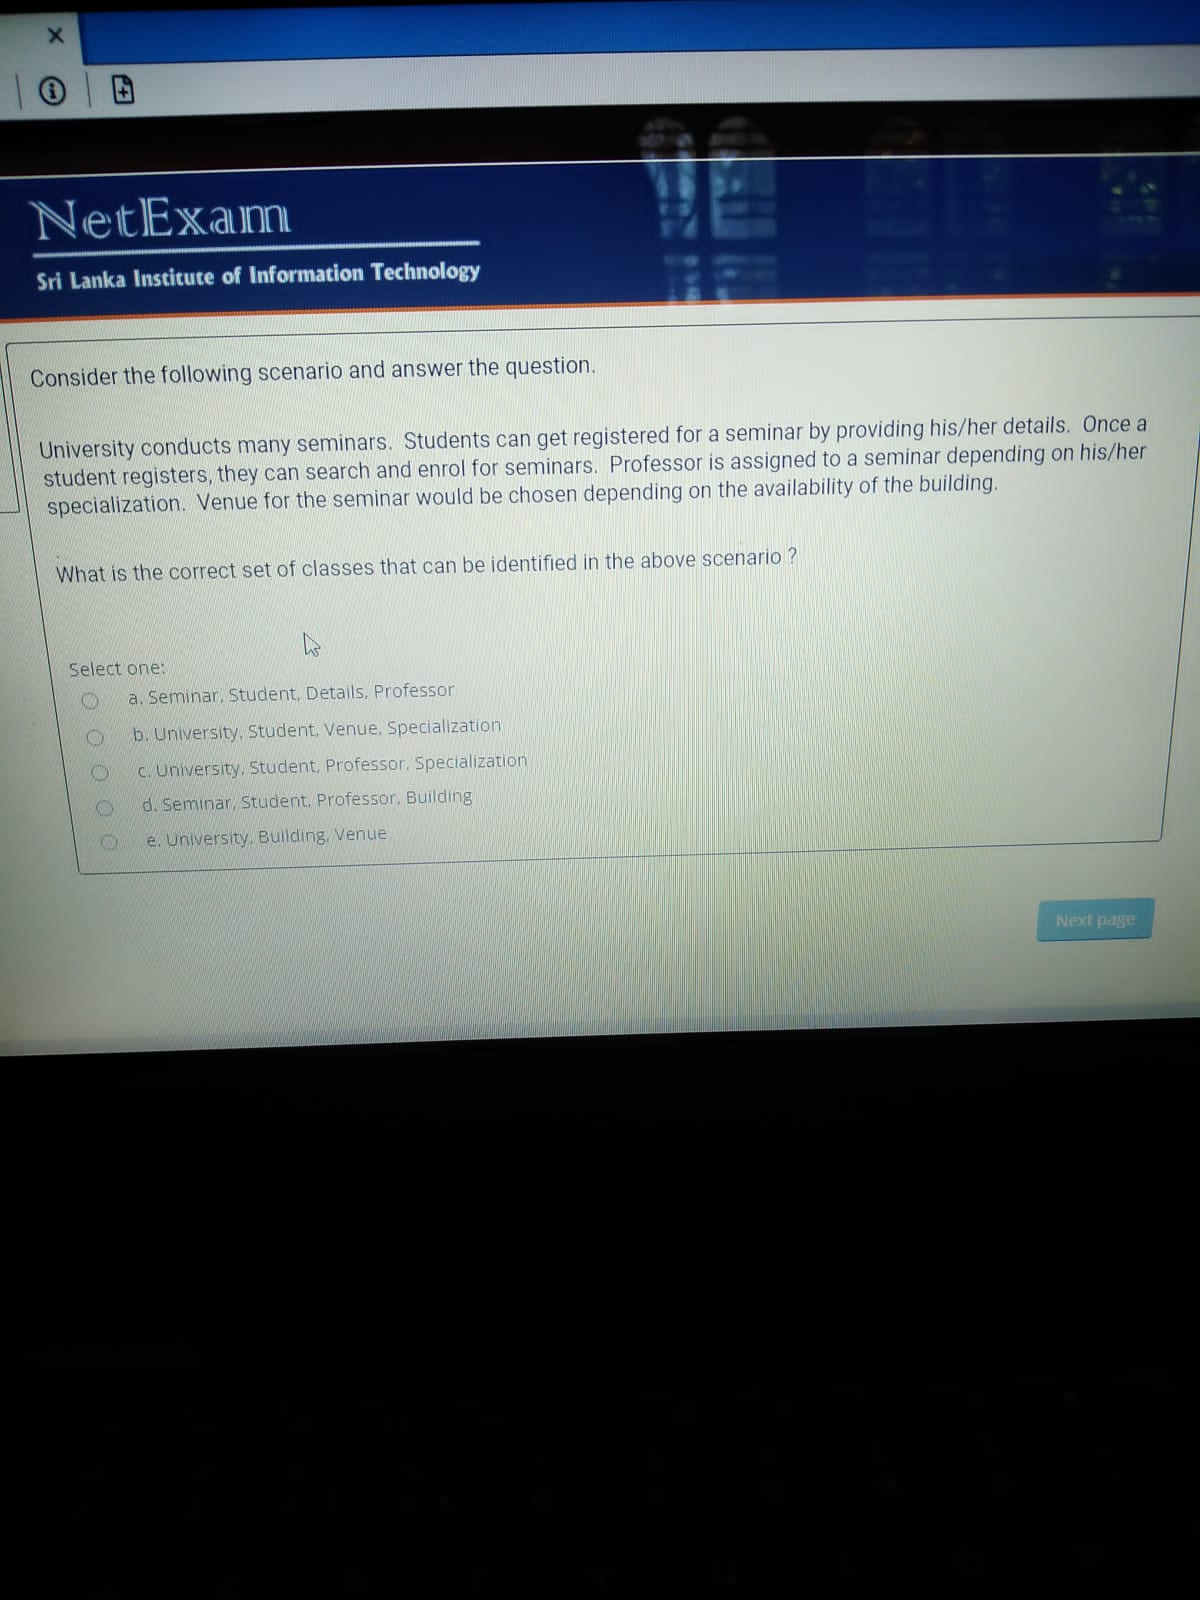 NetExam
Sri Lanka Institute of Information Technology
Consider the following scenario and answer the question.
University conducts many seminars. Students can get registered for a seminar by providing his/her details. Once a
student registers, they can search and enrol for seminars. Professor is assigned to a seminar depending on his/her
specialization. Venue for the seminar would be chosen depending on the availability of the building.
What is the correct set of classes that can be identified in the above scenario ?
Select one:
a. Seminar, Student, Details, Professor
b. University, Student, Venue, Specialization
c. University, Student, Professor, Specialization
d. Seminar, Student, Professor, Building
e. University, Building, Venue
Next page